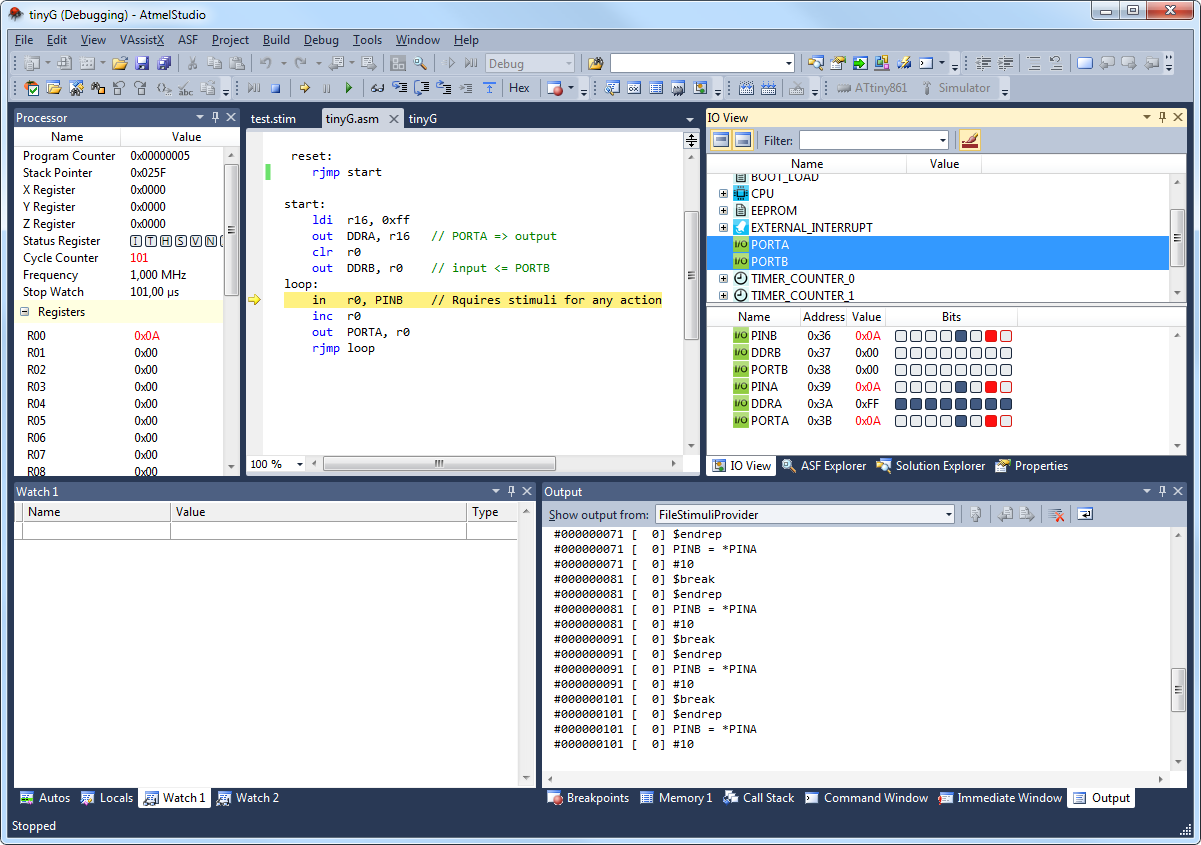 tinyG (Debugging) - AtmelStudio
File Edit View VAssistX ASF Project Build Debug Tools Window Help
Debug
Hex ATtiny861 Simulator
Processor
Name Value
Program Counter 0x00000005
Stack Pointer 0x025F
X Register 0x0000
Y Register 0x0000
Z Register 0x0000
Status Register I T H S V N
Cycle Counter 101
Frequency 1,000 MHz
Stop Watch 101,00 µs
Registers
R00 0x0A
R01 0x00
R02 0x00
R03 0x00
R04 0x00
R05 0x00
R06 0x00
R07 0x00
R08 0x00
test.stim tinyG.asm tinyG
reset:
rjmp start
start:
ldi r16, 0xff
out DDRA, r16 // PORTA => output
clr r0
out DDRB, r0 // input <= PORTB
loop:
in r0, PINB // Rquires stimuli for any action
inc r0
out PORTA, r0
rjmp loop
100 %
IO View
Filter:
Name Value
BOOT_LOAD
CPU
EEPROM
EXTERNAL_INTERRUPT
I/O PORTA
I/O PORTB
TIMER_COUNTER_0
TIMER_COUNTER_1
Name Address Value Bits
I/O PINB 0x36 0x0A
I/O DDRB 0x37 0x00
I/O PORTB 0x38 0x00
I/O PINA 0x39 0x0A
I/O DDRA 0x3A 0xFF
I/O PORTA 0x3B 0x0A
IO View ASF Explorer Solution Explorer Properties
Watch 1
Name Value Type
Autos Locals Watch 1 Watch 2
Output
Show output from: FileStimuliProvider
#000000071 [ 0] $endrep
#000000071 [ 0] PINB = *PINA
#000000071 [ 0] #10
#000000081 [ 0] $break
#000000081 [ 0] $endrep
#000000081 [ 0] PINB = *PINA
#000000081 [ 0] #10
#000000091 [ 0] $break
#000000091 [ 0] $endrep
#000000091 [ 0] PINB = *PINA
#000000091 [ 0] #10
#000000101 [ 0] $break
#000000101 [ 0] $endrep
#000000101 [ 0] PINB = *PINA
#000000101 [ 0] #10
Breakpoints Memory 1 Call Stack Command Window Immediate Window Output
Stopped